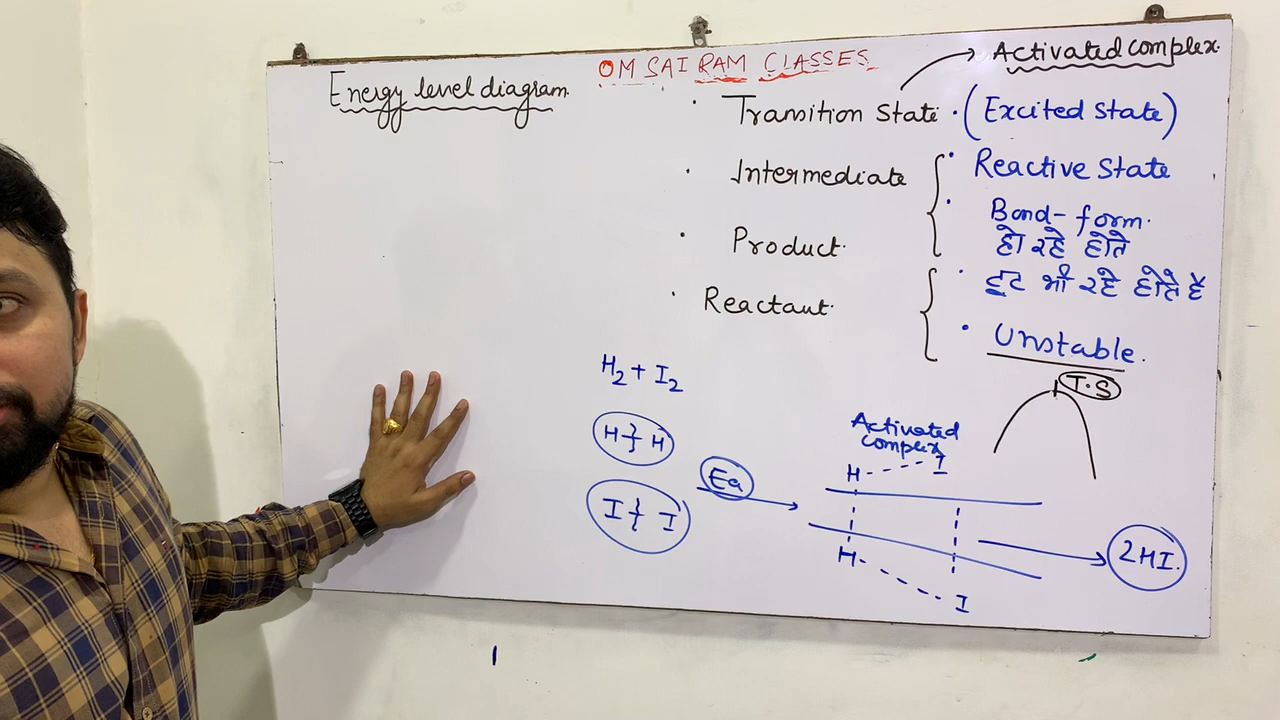 OM SAI RAM CLASSES
Energy level diagram
Activated complex.
Transition State. (Excited State)
Intermediate
Product.
Reactant.
Reactive State
Bond-form.
हो रहे होते
टूट भी रहे होते हैं
Unstable.
T.S
H2 + I2
H H
I I
Ea
Activated
complex
H I
H I
2HI.